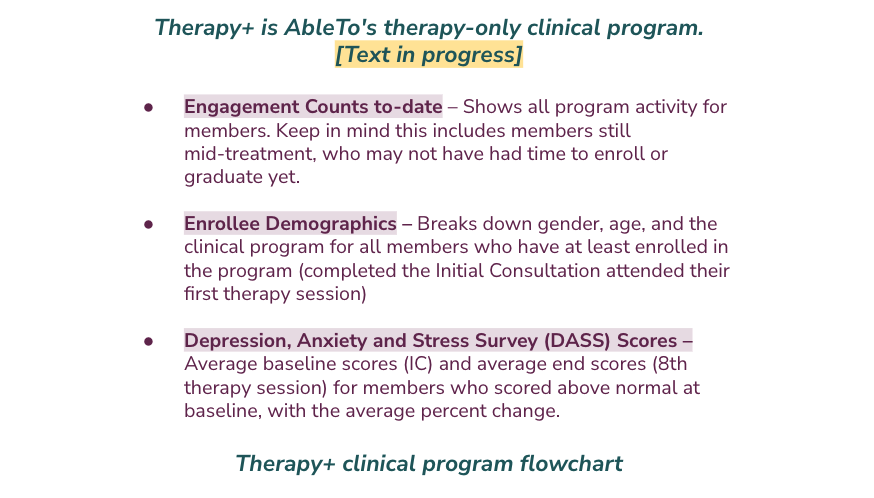 Therapy+ is AbleTo's therapy-only clinical program.
[Text in progress]
● Engagement Counts to-date – Shows all program activity for
members. Keep in mind this includes members still
mid-treatment, who may not have had time to enroll or
graduate yet.
● Enrollee Demographics – Breaks down gender, age, and the
clinical program for all members who have at least enrolled in
the program (completed the Initial Consultation attended their
first therapy session)
● Depression, Anxiety and Stress Survey (DASS) Scores –
Average baseline scores (IC) and average end scores (8th
therapy session) for members who scored above normal at
baseline, with the average percent change.
Therapy+ clinical program flowchart